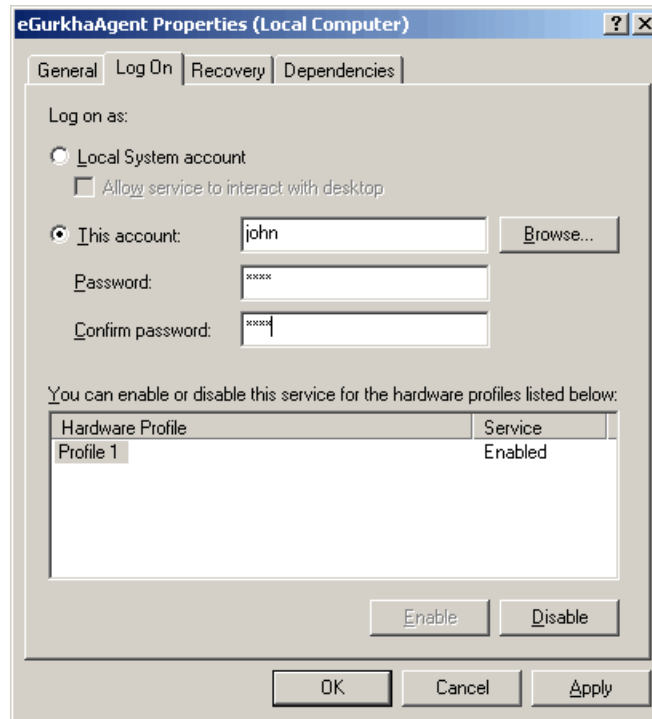 eGurkhaAgent Properties (Local Computer)
General Log On Recovery Dependencies
Log on as:
Local System account
Allow service to interact with desktop
This account: john Browse...
Password: ****
Confirm password: ****
You can enable or disable this service for the hardware profiles listed below:
Hardware Profile Service
Profile 1 Enabled
Enable Disable
OK Cancel Apply